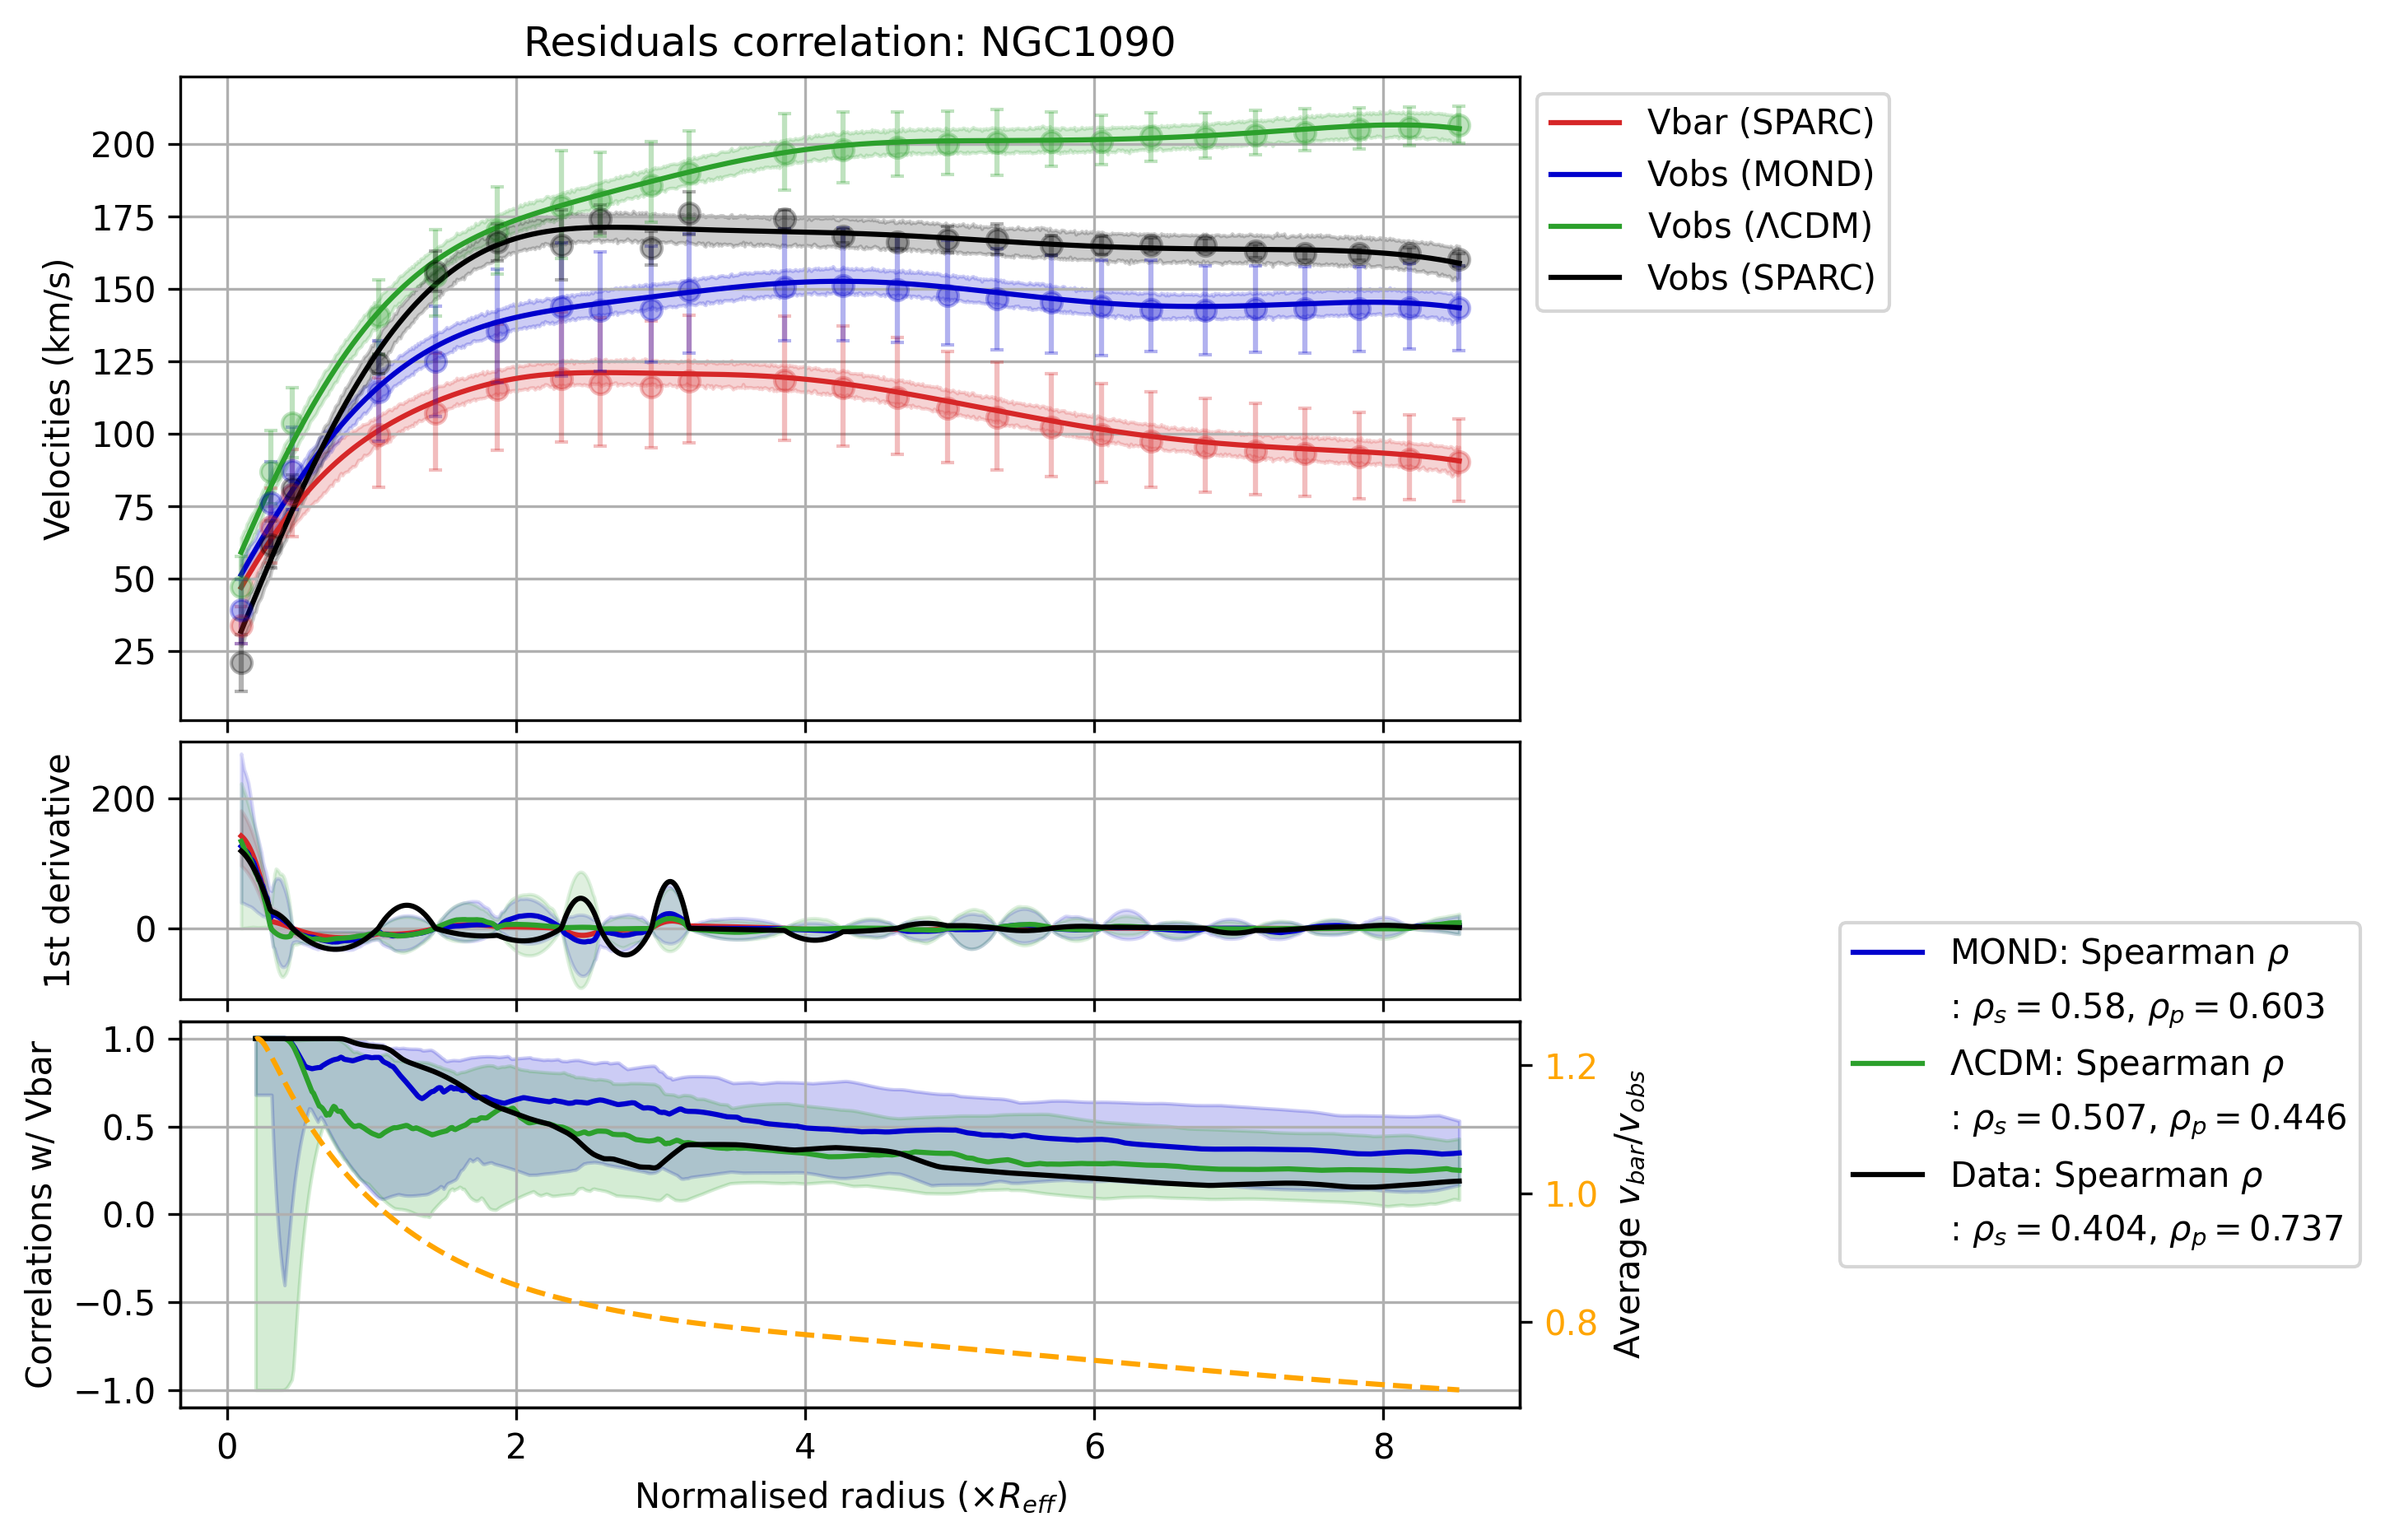 Residuals correlation: NGC1090
Velocities (km/s)
200
175
150
125
100
75
50
25
Vbar (SPARC)
Vobs (MOND)
Vobs (ΛCDM)
Vobs (SPARC)
1st derivative
200
0
Correlations w/ Vbar
1.0
0.5
0.0
−0.5
−1.0
1.2
1.0
0.8
Average v_bar/v_obs
MOND: Spearman ρ
: ρ_s = 0.58, ρ_p = 0.603
ΛCDM: Spearman ρ
: ρ_s = 0.507, ρ_p = 0.446
Data: Spearman ρ
: ρ_s = 0.404, ρ_p = 0.737
0 2 4 6 8
Normalised radius (×R_eff)